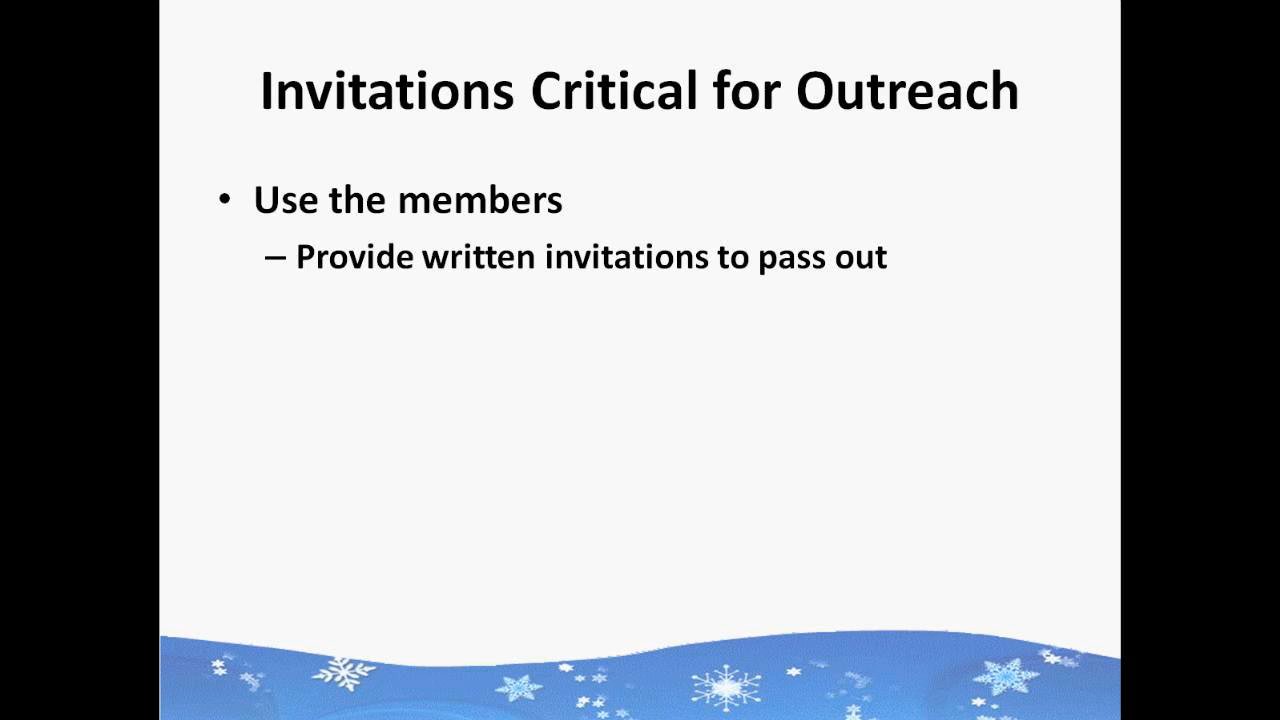 Invitations Critical for Outreach
• Use the members
– Provide written invitations to pass out